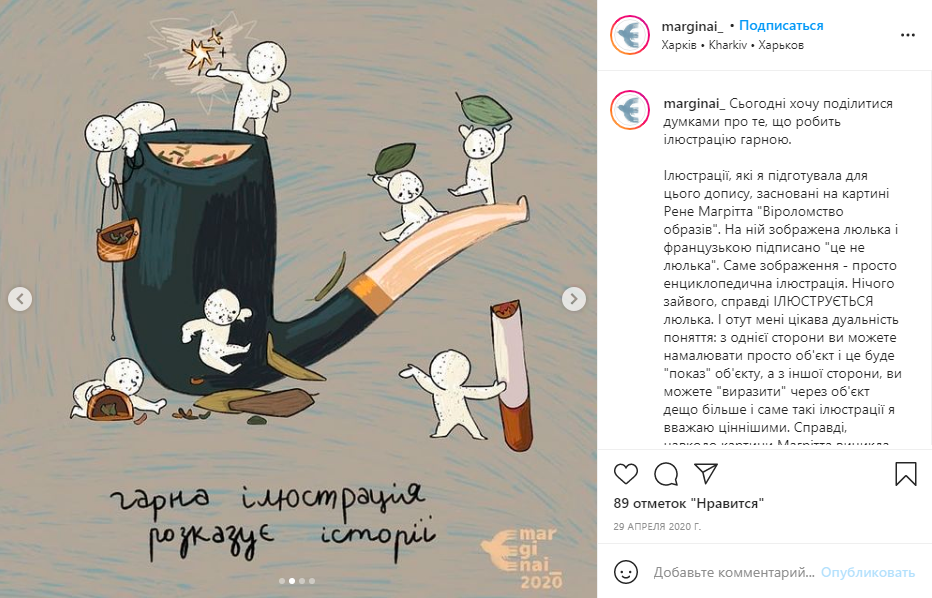 гарна ілюстрація
розказує історії
mar
gi
nai_
2020
marginai_ • Подписаться
Харків • Kharkiv • Харьков
marginai_ Сьогодні хочу поділитися
думками про те, що робить
ілюстрацію гарною.
Ілюстрації, які я підготувала для
цього допису, засновані на картині
Рене Магрітта "Віроломство
образів". На ній зображена люлька і
французькою підписано "це не
люлька". Саме зображення - просто
енциклопедична ілюстрація. Нічого
зайвого, справді ІЛЮСТРУЄТЬСЯ
люлька. І отут мені цікава дуальність
поняття: з однієї сторони ви можете
намалювати просто об'єкт і це буде
"показ" об'єкту, а з іншої сторони, ви
можете "виразити" через об'єкт
дещо більше і саме такі ілюстрації я
вважаю ціннішими. Справді,
навколо картини Магрітта виникла
89 отметок "Нравится"
29 АПРЕЛЯ 2020 Г.
Добавьте комментарий... Опубликовать